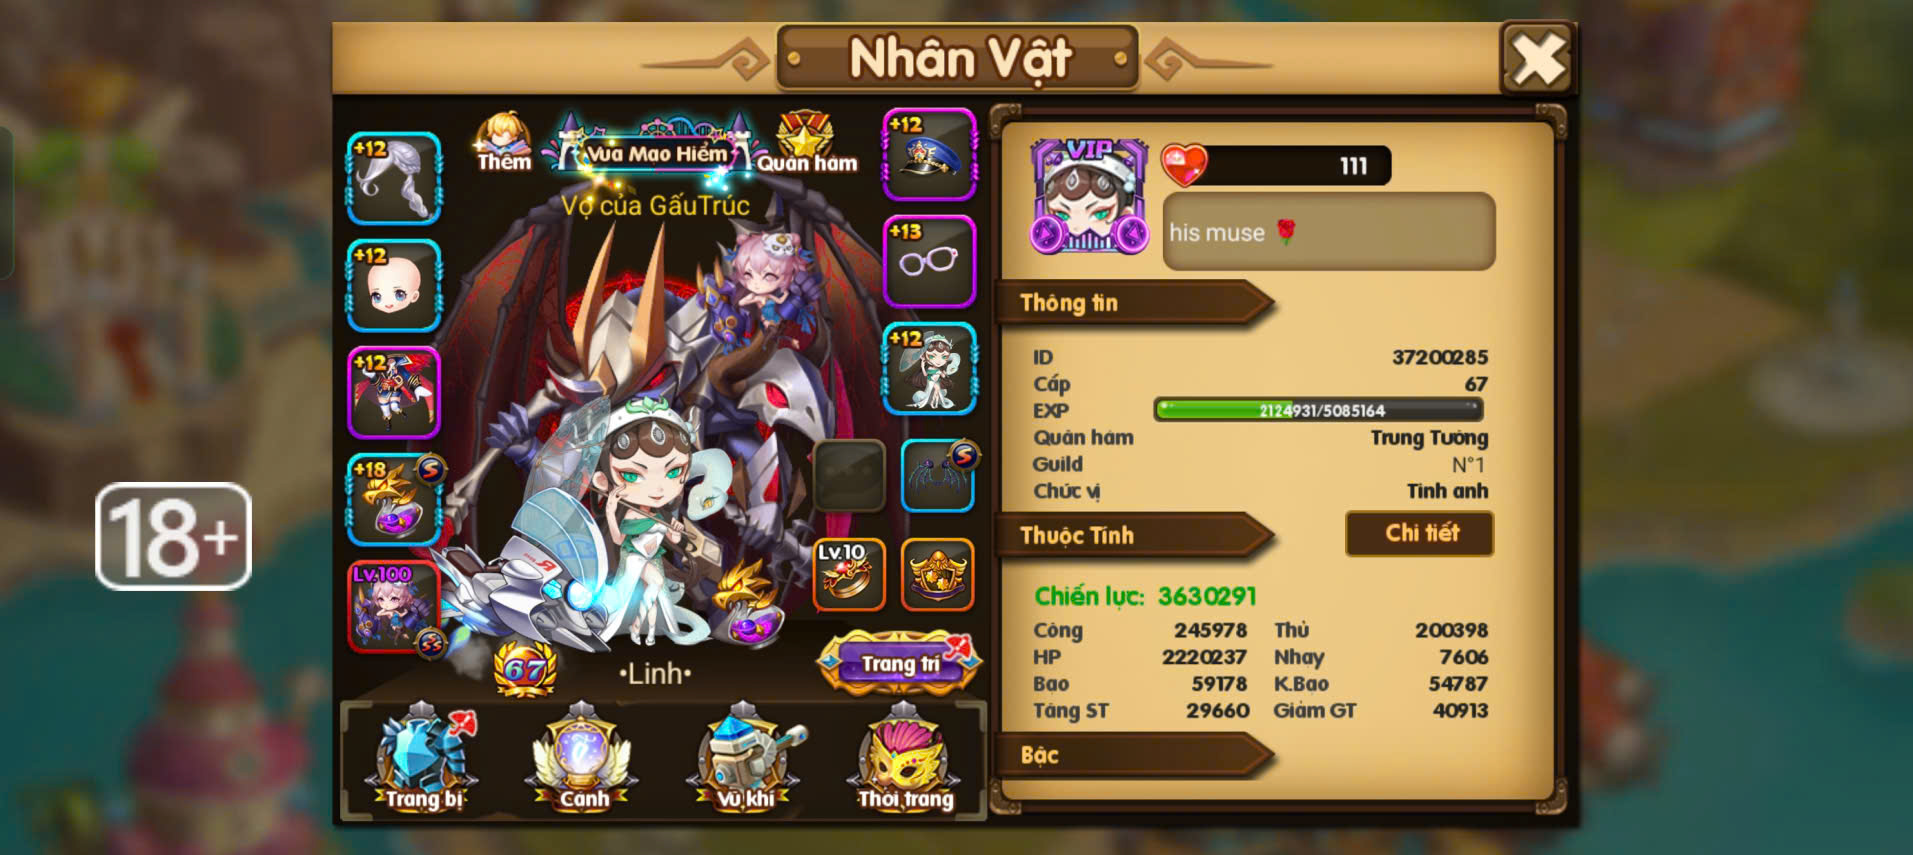 Nhân Vật
+12
Thêm
Vua Mạo Hiểm
Quân hàm
+12
Vợ của GấuTrúc
+12
+13
+12
+12
+18
S
S
Lv.100
SS
Lv.10
67
•Linh•
Trang trí
Trang bị
Cánh
Vũ khí
Thời trang
18+
VIP
111
his muse 🌹
Thông tin
ID 37200285
Cấp 67
EXP 2124931/5085164
Quân hàm Trung Tướng
Guild N°1
Chức vị Tinh anh
Thuộc Tính
Chi tiết
Chiến lực: 3630291
Công 245978 Thủ 200398
HP 2220237 Nhạy 7606
Bạo 59178 K.Bạo 54787
Tăng ST 29660 Giảm GT 40913
Bậc